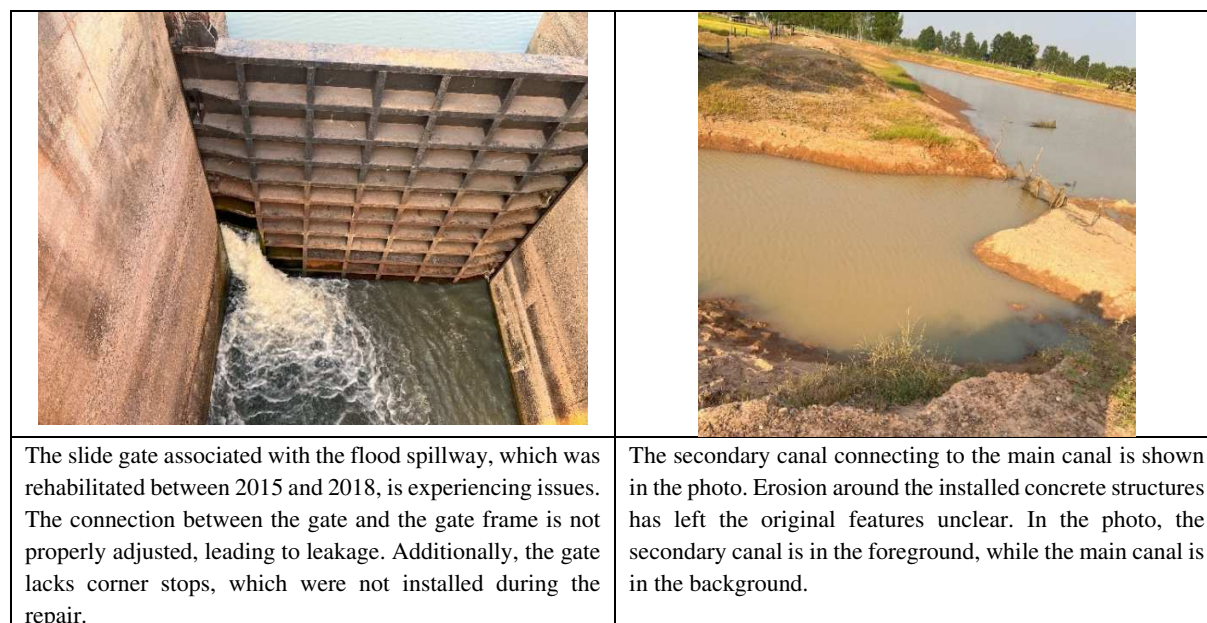 The slide gate associated with the flood spillway, which was
rehabilitated between 2015 and 2018, is experiencing issues.
The connection between the gate and the gate frame is not
properly adjusted, leading to leakage. Additionally, the gate
lacks corner stops, which were not installed during the
repair.
The secondary canal connecting to the main canal is shown
in the photo. Erosion around the installed concrete structures
has left the original features unclear. In the photo, the
secondary canal is in the foreground, while the main canal is
in the background.